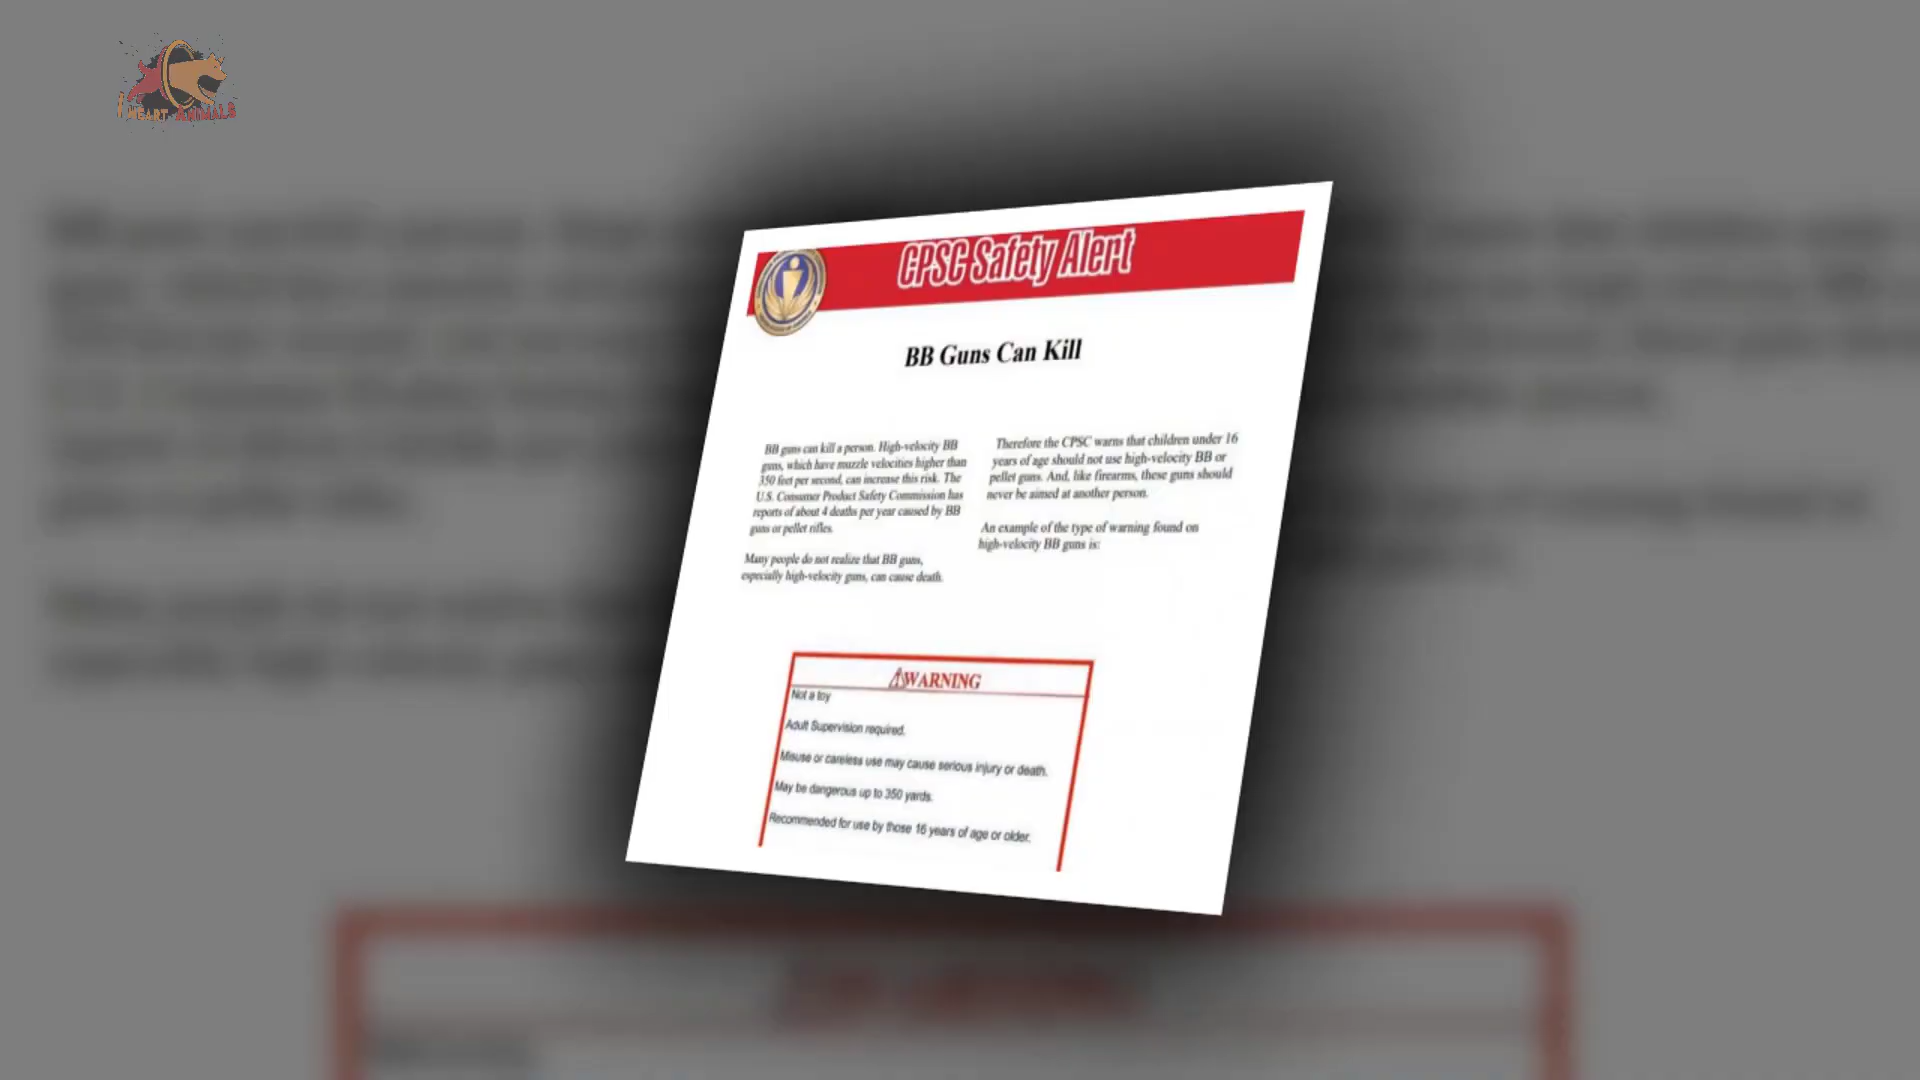 I HEART ANIMALS
CPSC Safety Alert
BB Guns Can Kill
BB guns can kill a person. High-velocity BB
guns, which have muzzle velocities higher than
350 feet per second, can increase this risk. The
U.S. Consumer Product Safety Commission has
reports of about 4 deaths per year caused by BB
guns or pellet rifles.
Many people do not realize that BB guns,
especially high-velocity guns, can cause death.
Therefore the CPSC warns that children under 16
years of age should not use high-velocity BB or
pellet guns. And, like firearms, these guns should
never be aimed at another person.
An example of the type of warning found on
high-velocity BB guns is:
WARNING
Not a toy
Adult Supervision required.
Misuse or careless use may cause serious injury or death.
May be dangerous up to 350 yards.
Recommended for use by those 16 years of age or older.